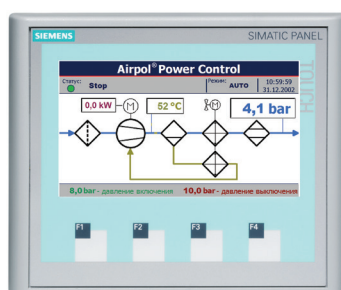 SIEMENS
SIMATIC PANEL
TOUCH
Airpol® Power Control
Статус:
Stop
Режим:
AUTO
10:59:59
31.12.2002
0,0 kW
M
52 °C
M
4,1 bar
8,0 bar - давление включения
10,0 bar - давление выключения
F1
F2
F3
F4